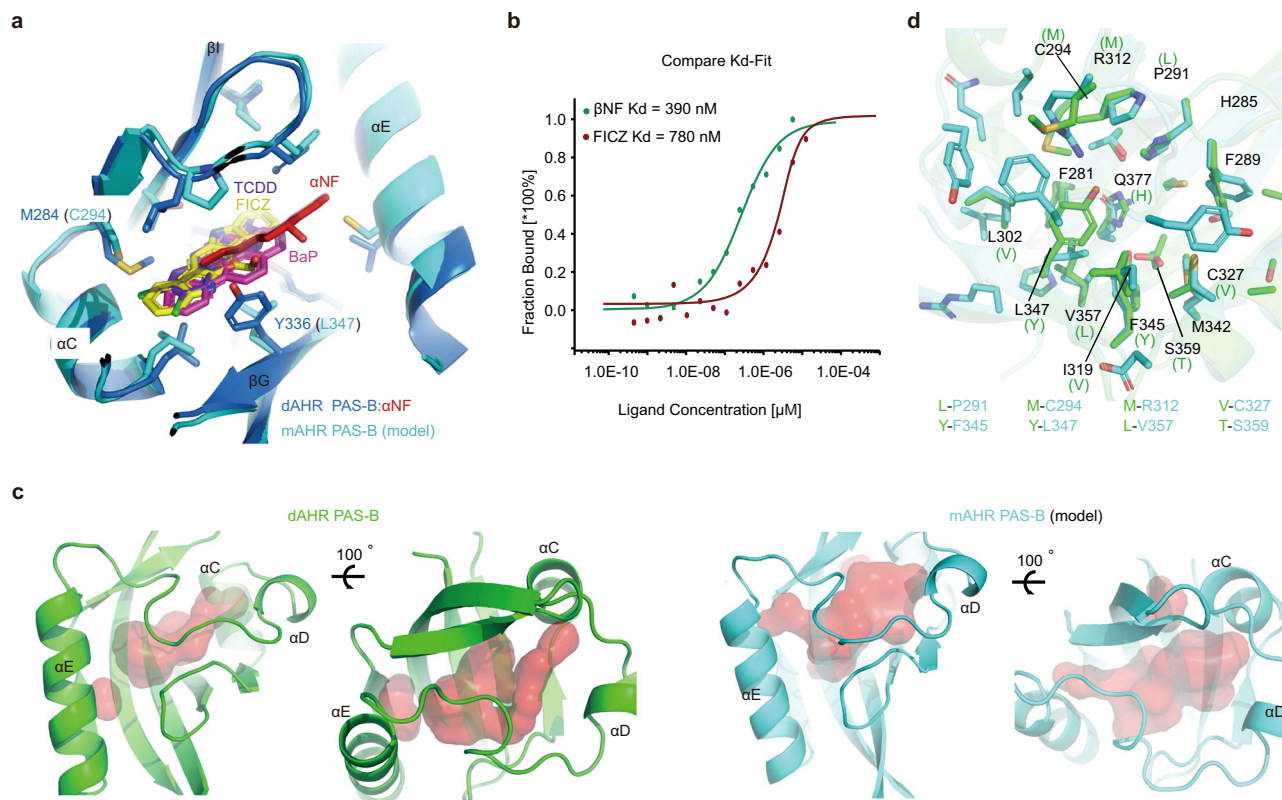 a
βI
αE
TCDD
FICZ
αNF
M284 (C294)
BaP
Y336 (L347)
αC
βG
dAHR PAS-B:αNF
mAHR PAS-B (model)
b
Compare Kd-Fit
βNF Kd = 390 nM
FICZ Kd = 780 nM
Fraction Bound [*100%]
1.0
0.8
0.6
0.4
0.2
0.0
1.0E-10 1.0E-08 1.0E-06 1.0E-04
Ligand Concentration [µM]
d
(M)
C294
(M)
R312
(L)
P291
H285
F289
F281
Q377
(H)
L302
(V)
C327
(V)
L347
(Y)
V357
(L)
F345
(Y)
M342
S359
(T)
I319
(V)
L-P291 M-C294 M-R312 V-C327
Y-F345 Y-L347 L-V357 T-S359
c
dAHR PAS-B
100 °
αC
αD
αE
αC
αE
αD
mAHR PAS-B (model)
100 °
αC
αD
αE
αC
αD